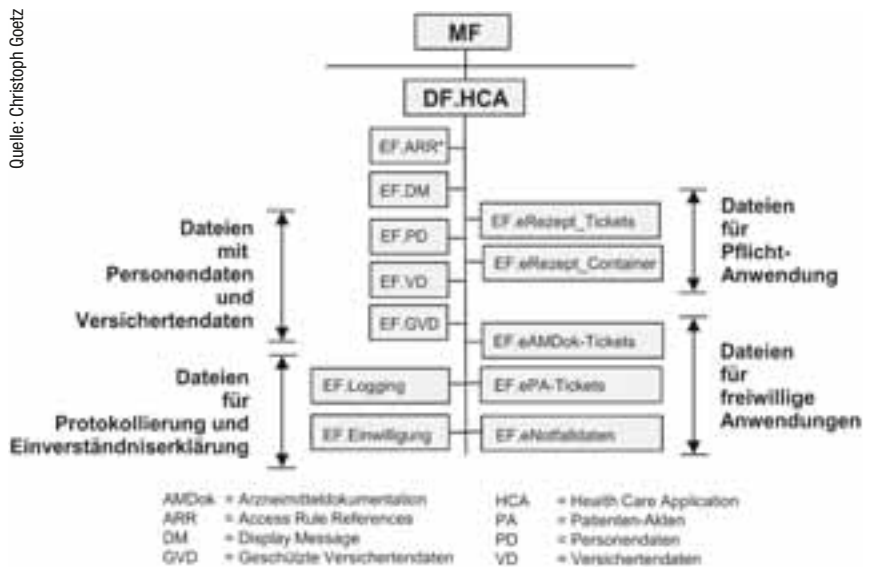 Quelle: Christoph Goetz
MF
DF.HCA
EF.ARR*
EF.DM
EF.PD
EF.VD
EF.GVD
EF.Logging
EF.Einwilligung
EF.eRezept_Tickets
EF.eRezept_Container
EF.eAMDok-Tickets
EF.ePA-Tickets
EF.eNotfalldaten
Dateien
mit
Personendaten
und
Versichertendaten
Dateien
für
Protokollierung und
Einverständniserklärung
Dateien
für
Pflicht-
Anwendung
Dateien
für
freiwillige
Anwendungen
AMDok = Arzneimitteldokumentation
ARR = Access Rule References
DM = Display Message
GVD = Geschützte Versichertendaten
HCA = Health Care Application
PA = Patienten-Akten
PD = Personendaten
VD = Versichertendaten